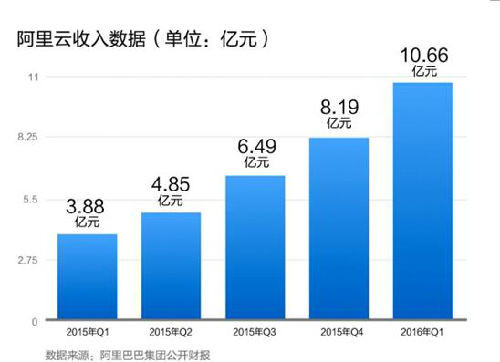 阿里云收入数据（单位：亿元）
11
8.25
5.5
2.75
0
3.88
亿元
4.85
亿元
6.49
亿元
8.19
亿元
10.66
亿元
2015年Q1
2015年Q2
2015年Q3
2015年Q4
2016年Q1
数据来源：阿里巴巴集团公开财报